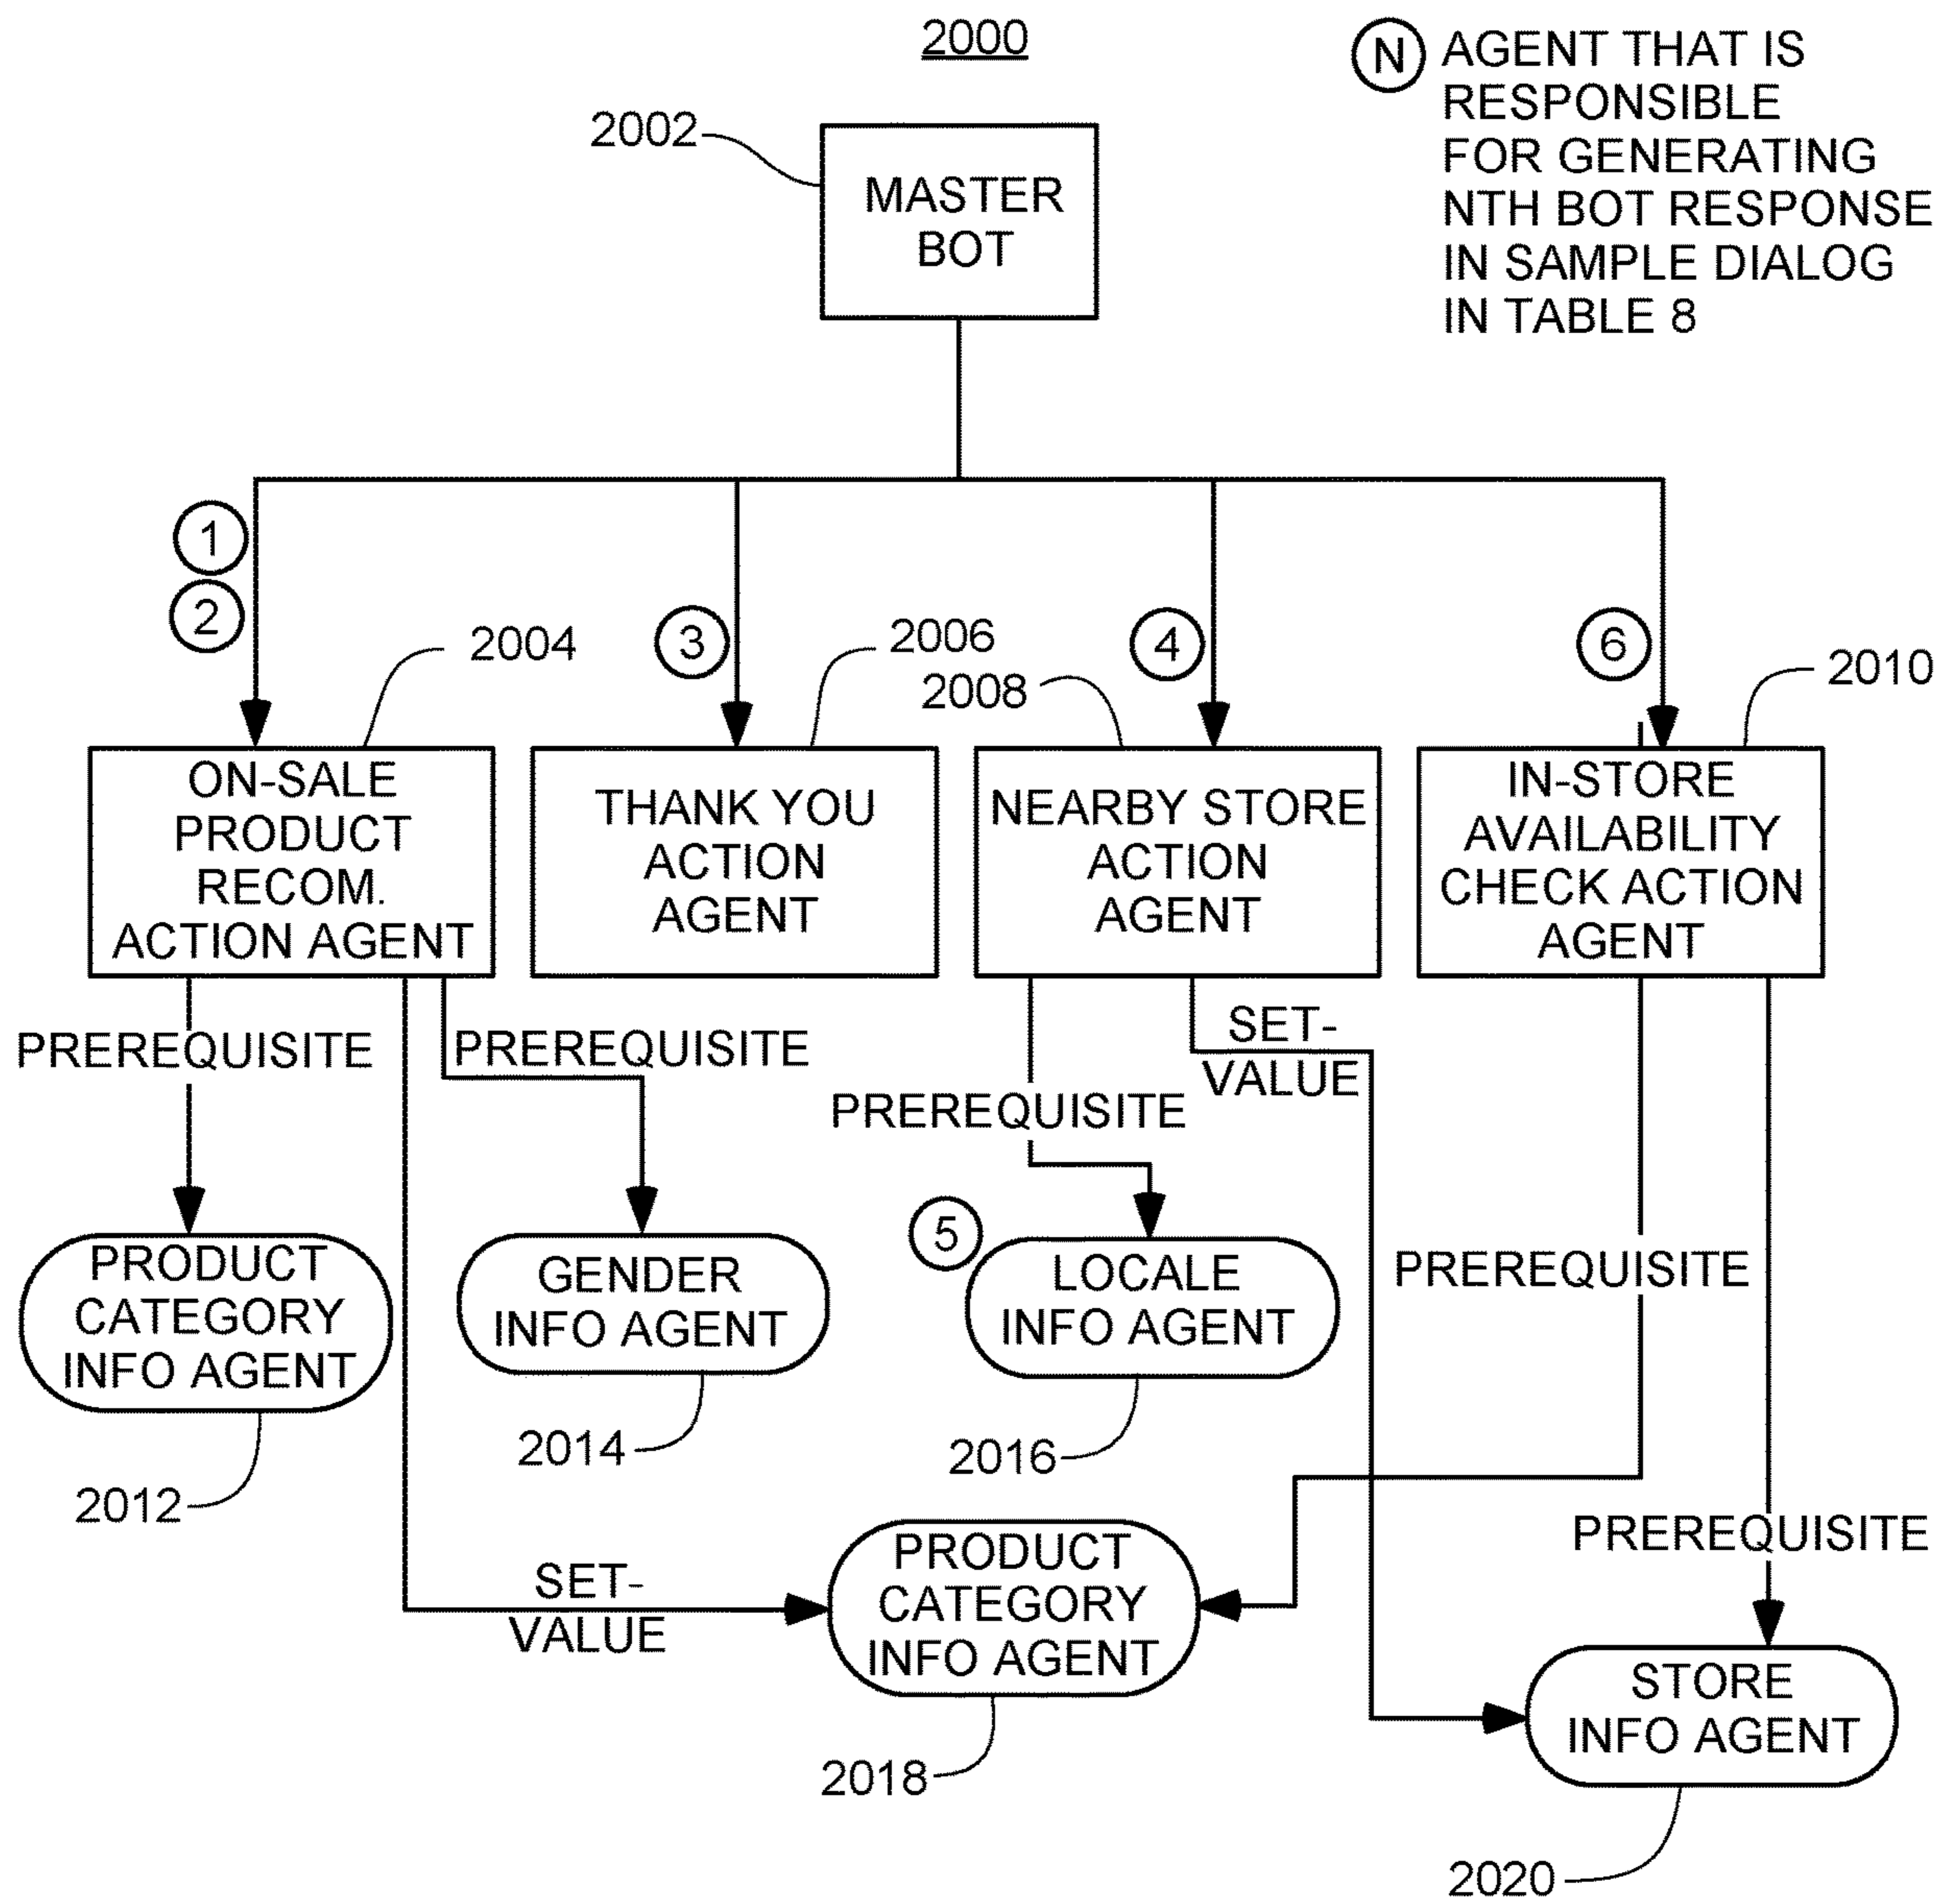 2000
N
AGENT THAT IS
RESPONSIBLE
FOR GENERATING
NTH BOT RESPONSE
IN SAMPLE DIALOG
IN TABLE 8
2002
MASTER
BOT
1
2
3
4
6
2004
2006
2008
2010
ON-SALE
PRODUCT
RECOM.
ACTION AGENT
THANK YOU
ACTION
AGENT
NEARBY STORE
ACTION
AGENT
IN-STORE
AVAILABILITY
CHECK ACTION
AGENT
PREREQUISITE
PREREQUISITE
PREREQUISITE
SET-
VALUE
PREREQUISITE
PREREQUISITE
PRODUCT
CATEGORY
INFO AGENT
GENDER
INFO AGENT
5
LOCALE
INFO AGENT
2012
2014
2016
SET-
VALUE
PRODUCT
CATEGORY
INFO AGENT
STORE
INFO AGENT
2018
2020